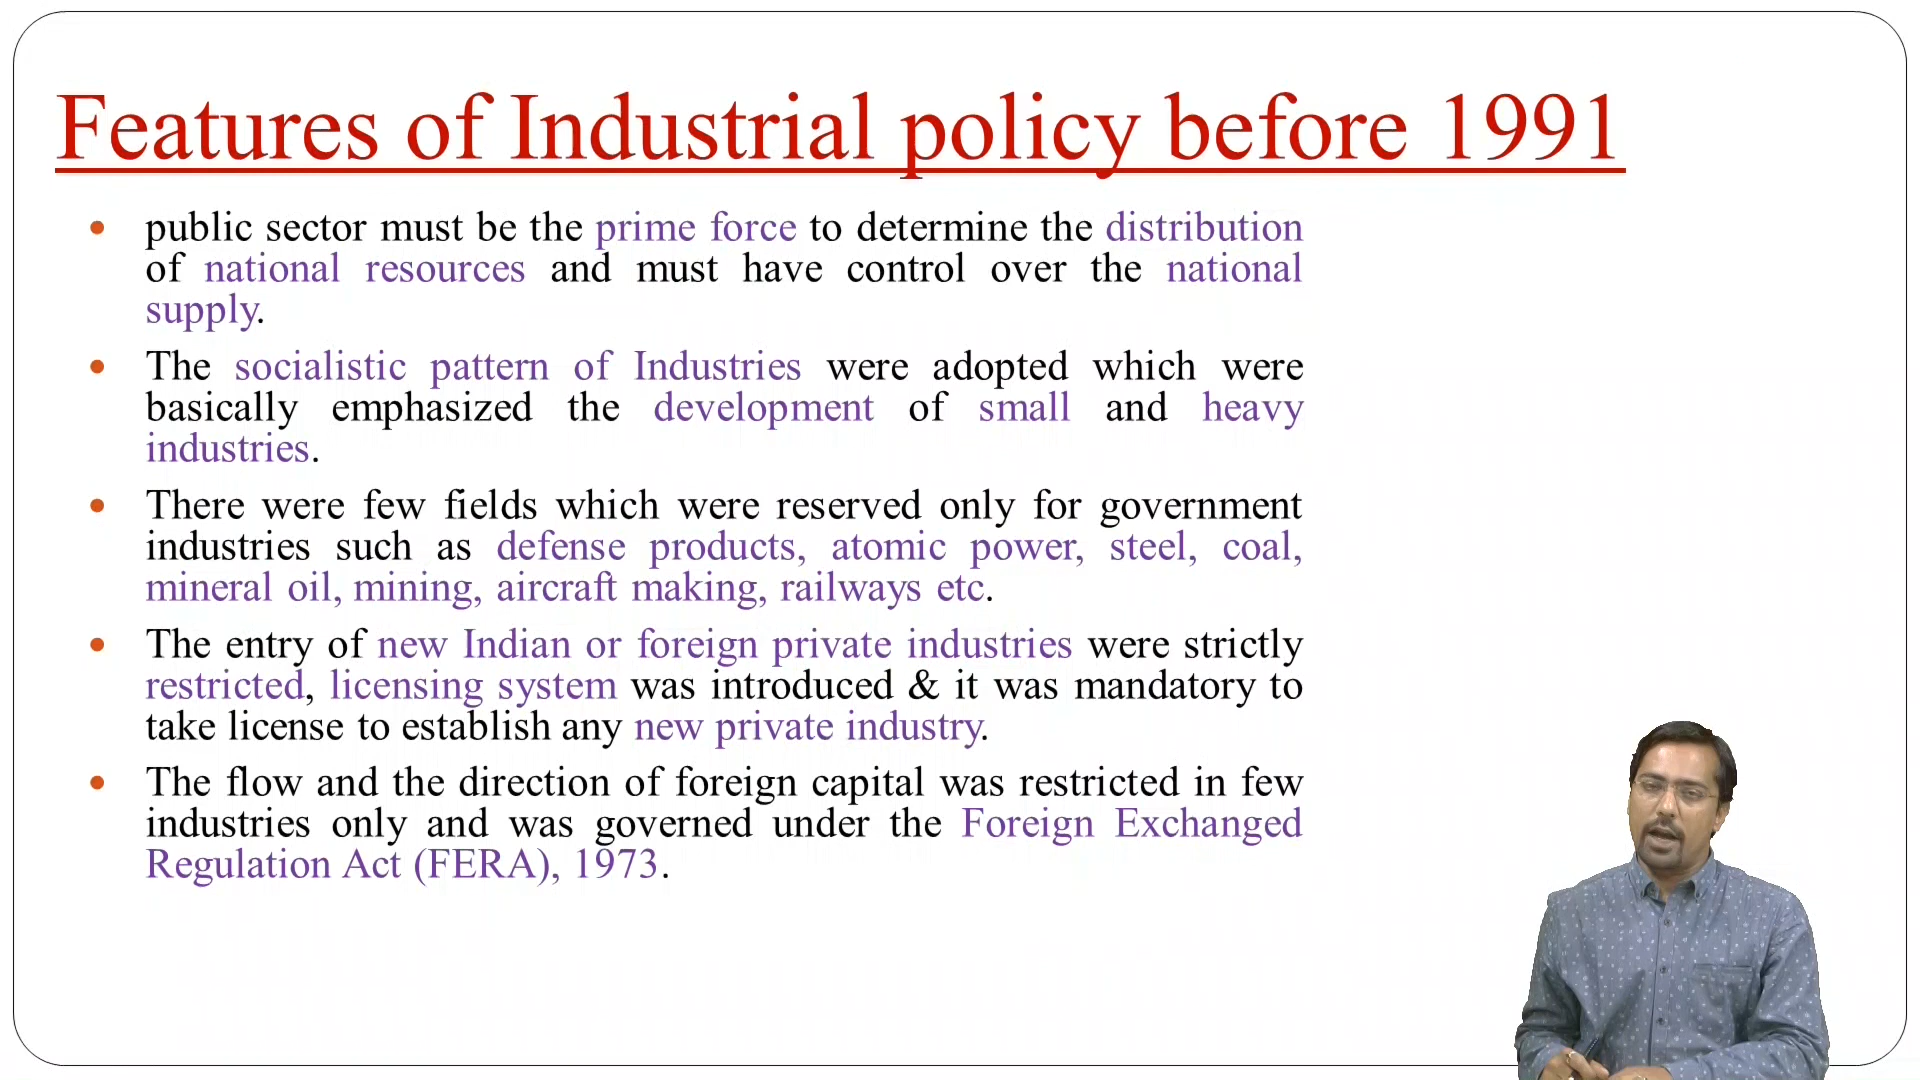 Features of Industrial policy before 1991
• public sector must be the prime force to determine the distribution
of national resources and must have control over the national
supply.
• The socialistic pattern of Industries were adopted which were
basically emphasized the development of small and heavy
industries.
• There were few fields which were reserved only for government
industries such as defense products, atomic power, steel, coal,
mineral oil, mining, aircraft making, railways etc.
• The entry of new Indian or foreign private industries were strictly
restricted, licensing system was introduced & it was mandatory to
take license to establish any new private industry.
• The flow and the direction of foreign capital was restricted in few
industries only and was governed under the Foreign Exchanged
Regulation Act (FERA), 1973.